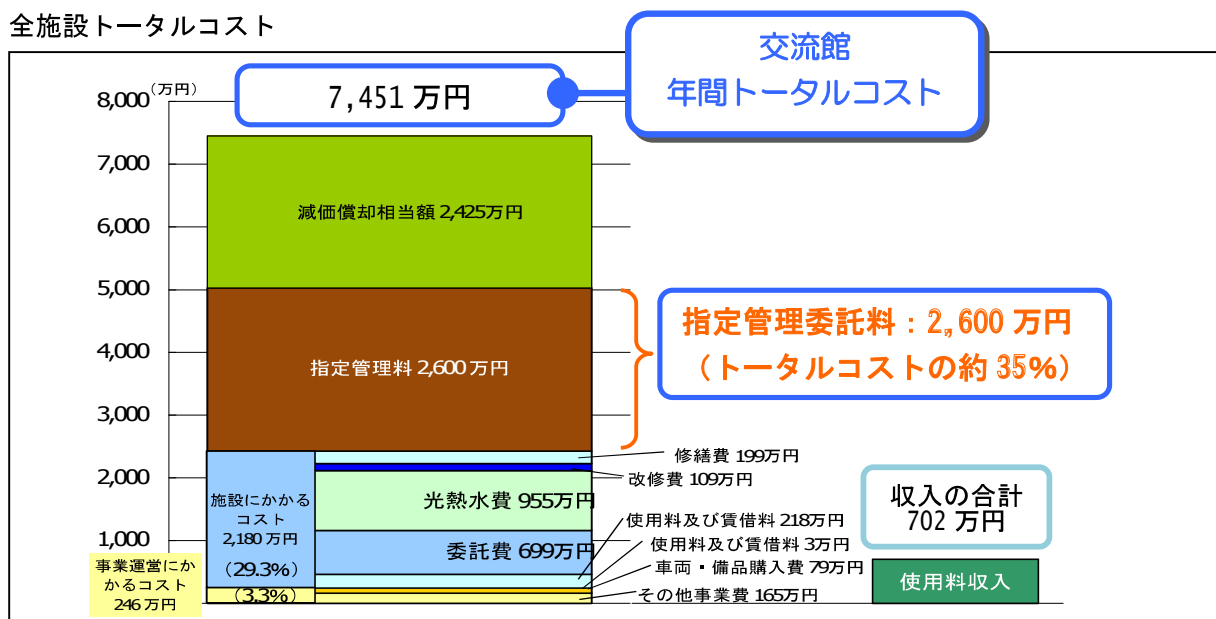 全施設トータルコスト
交流館
年間トータルコスト
7,451 万円
(万円)
8,000
7,000
6,000
5,000
4,000
3,000
2,000
1,000
減価償却相当額 2,425万円
指定管理料 2,600 万円
指定管理委託料：2,600 万円
（トータルコストの約 35%）
修繕費 199万円
改修費 109万円
光熱水費 955万円
委託費 699万円
使用料及び賃借料 218万円
使用料及び賃借料 3万円
車両・備品購入費 79万円
その他事業費 165万円
施設にかかる
コスト
2,180 万円
(29.3%)
事業運営にか
かるコスト
246 万円
(3.3%)
収入の合計
702 万円
使用料収入